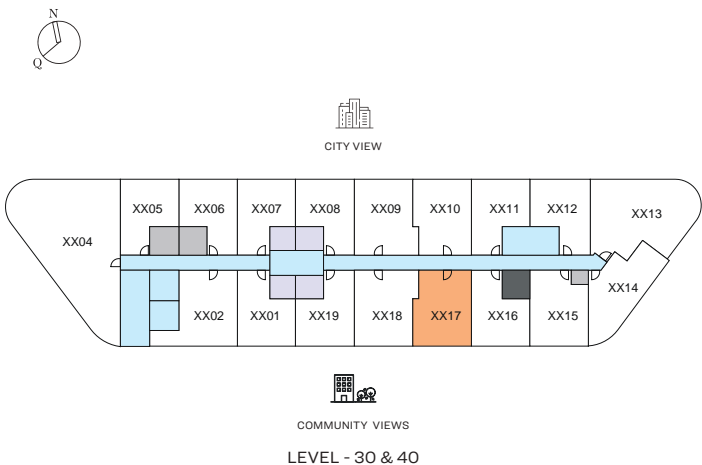 N
Q
CITY VIEW
XX05 XX06 XX07 XX08 XX09 XX10 XX11 XX12 XX13
XX04
XX14
XX02 XX01 XX19 XX18 XX17 XX16 XX15
COMMUNITY VIEWS
LEVEL - 30 & 40